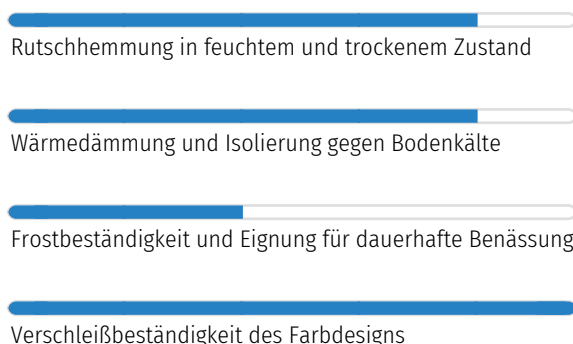 Rutschhemmung in feuchtem und trockenem Zustand
Wärmedämmung und Isolierung gegen Bodenkälte
Frostbeständigkeit und Eignung für dauerhafte Benässung
Verschleißbeständigkeit des Farbdesigns